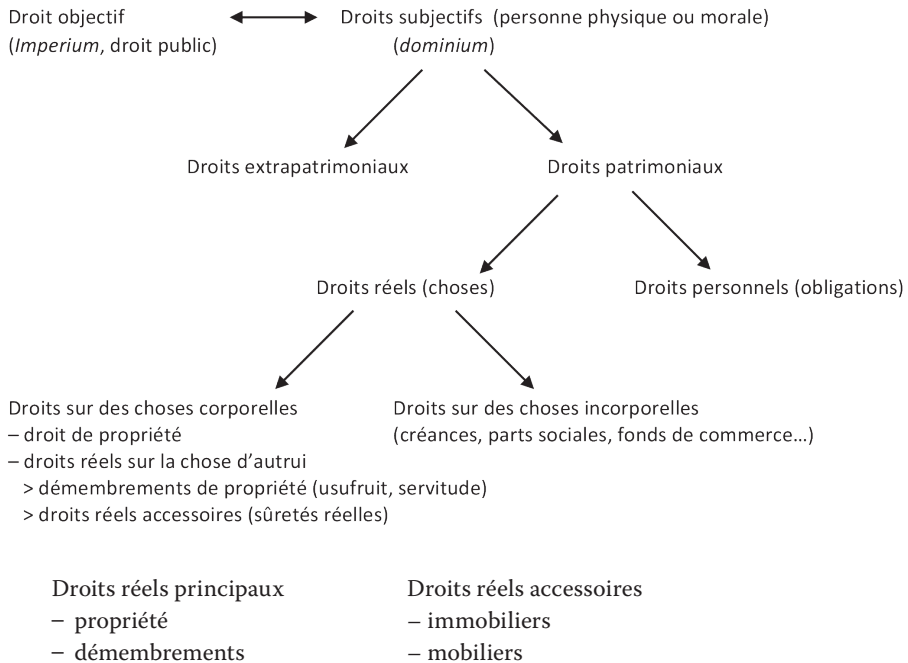 Droit objectif
(Imperium, droit public)
Droits subjectifs (personne physique ou morale)
(dominium)
Droits extrapatrimoniaux
Droits patrimoniaux
Droits réels (choses)
Droits personnels (obligations)
Droits sur des choses corporelles
– droit de propriété
– droits réels sur la chose d’autrui
> démembrements de propriété (usufruit, servitude)
> droits réels accessoires (sûretés réelles)
Droits sur des choses incorporelles
(créances, parts sociales, fonds de commerce…)
Droits réels principaux
– propriété
– démembrements
Droits réels accessoires
– immobiliers
– mobiliers